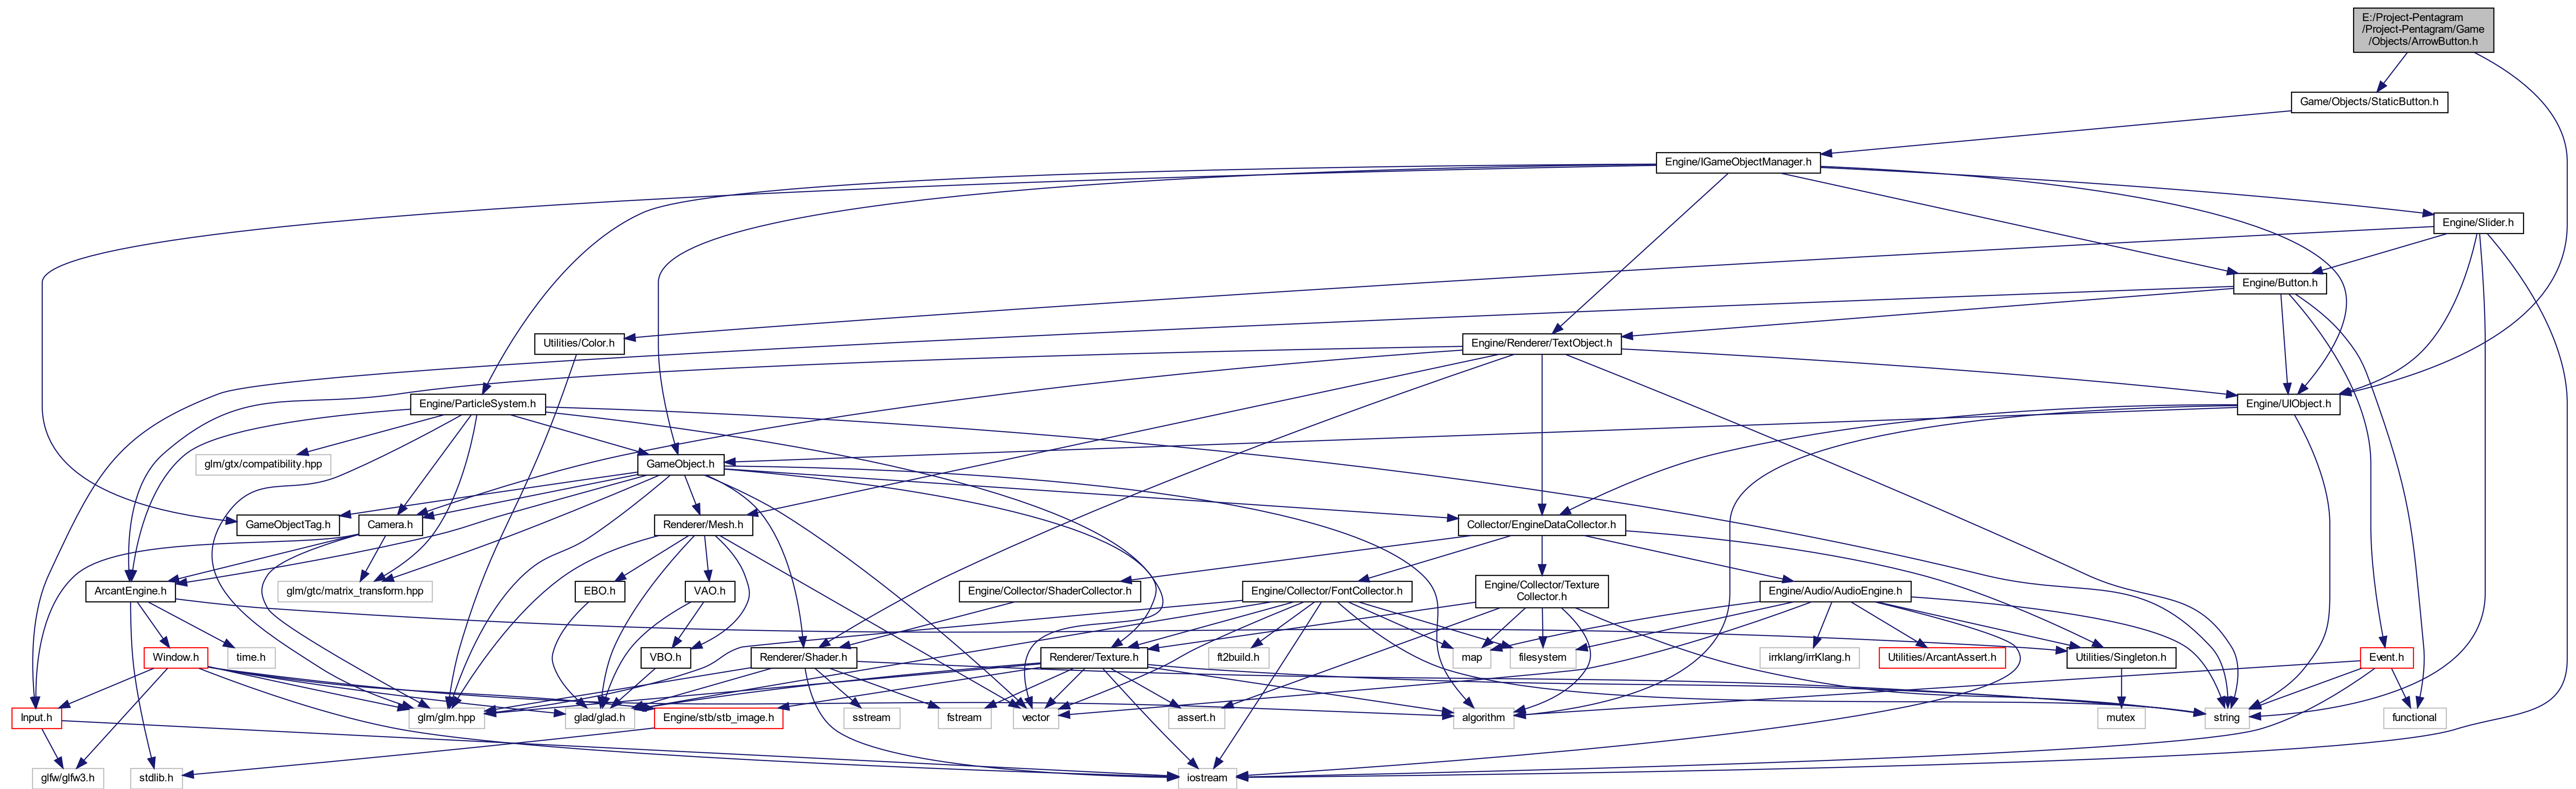 E:/Project-Pentagram
/Project-Pentagram/Game
/Objects/ArrowButton.h
Game/Objects/StaticButton.h
Engine/IGameObjectManager.h
Engine/Slider.h
Engine/Button.h
Utilities/Color.h
Engine/Renderer/TextObject.h
Engine/ParticleSystem.h
Engine/UIObject.h
glm/gtx/compatibility.hpp
GameObject.h
GameObjectTag.h
Camera.h
Renderer/Mesh.h
Collector/EngineDataCollector.h
ArcantEngine.h
glm/gtc/matrix_transform.hpp
EBO.h
VAO.h
Engine/Collector/ShaderCollector.h
Engine/Collector/FontCollector.h
Engine/Collector/Texture
Collector.h
Engine/Audio/AudioEngine.h
Window.h
time.h
VBO.h
Renderer/Shader.h
Renderer/Texture.h
ft2build.h
map
filesystem
irrklang/irrKlang.h
Utilities/ArcantAssert.h
Utilities/Singleton.h
Event.h
Input.h
glm/glm.hpp
glad/glad.h
Engine/stb/stb_image.h
sstream
fstream
vector
assert.h
algorithm
mutex
string
functional
glfw/glfw3.h
stdlib.h
iostream